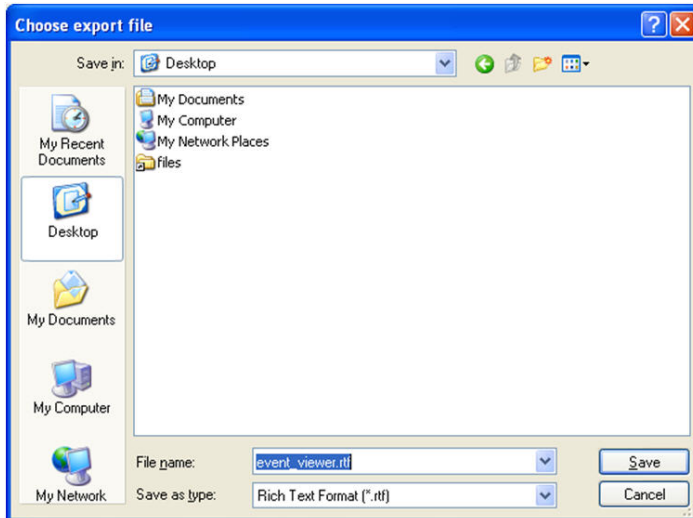 Choose export file
Save in: Desktop
My Recent
Documents
Desktop
My Documents
My Computer
My Network
My Documents
My Computer
My Network Places
files
File name: event_viewer.rtf Save
Save as type: Rich Text Format (*.rtf) Cancel